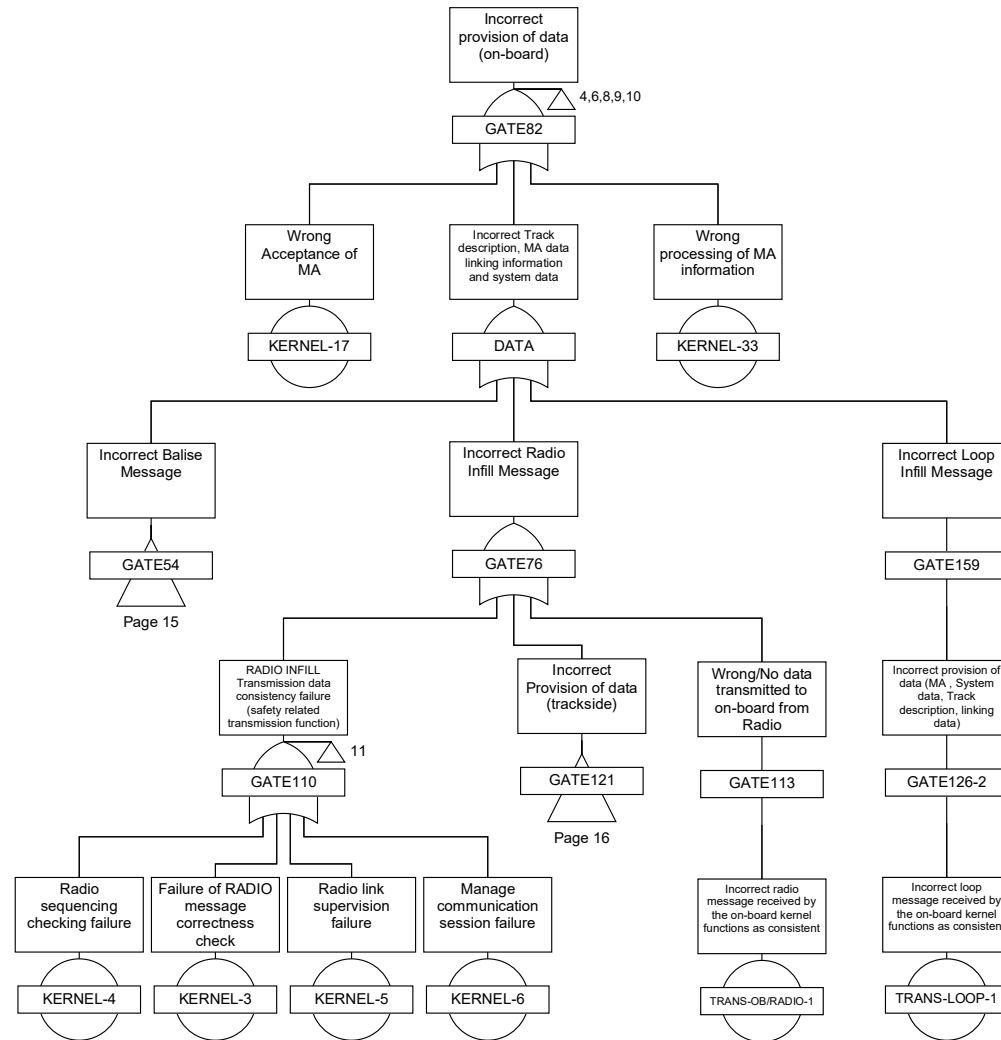 Incorrect
provision of data
(on-board)
4,6,8,9,10
GATE82
Wrong
Acceptance of
MA
Incorrect Track
description, MA data
linking information
and system data
Wrong
processing of MA
information
KERNEL-17
DATA
KERNEL-33
Incorrect Balise
Message
Incorrect Radio
Infill Message
Incorrect Loop
Infill Message
GATE54
GATE76
GATE159
Page 15
RADIO INFILL
Transmission data
consistency failure
(safety related
transmission function)
Incorrect
Provision of data
(trackside)
Wrong/No data
transmitted to
on-board from
Radio
Incorrect provision of
data (MA , System
data, Track
description, linking
data)
11
GATE110
GATE121
GATE113
GATE126-2
Page 16
Radio
sequencing
checking failure
Failure of RADIO
message
correctness
check
Radio link
supervision
failure
Manage
communication
session failure
Incorrect radio
message received by
the on-board kernel
functions as consistent
Incorrect loop
message received by
the on-board kernel
functions as consisten
KERNEL-4
KERNEL-3
KERNEL-5
KERNEL-6
TRANS-OB/RADIO-1
TRANS-LOOP-1